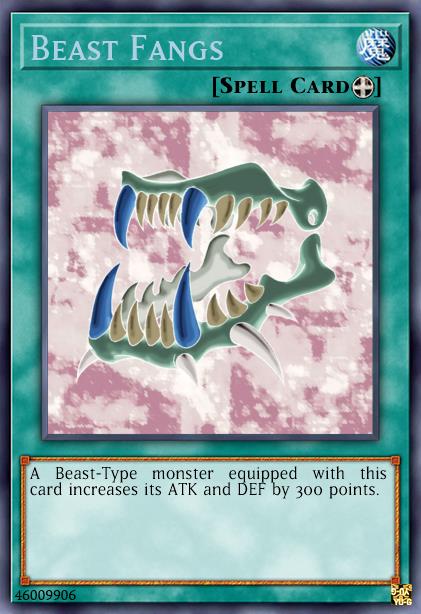 Beast Fangs
魔
[Spell Card]
A Beast-Type monster equipped with this
card increases its ATK and DEF by 300 points.
46009906